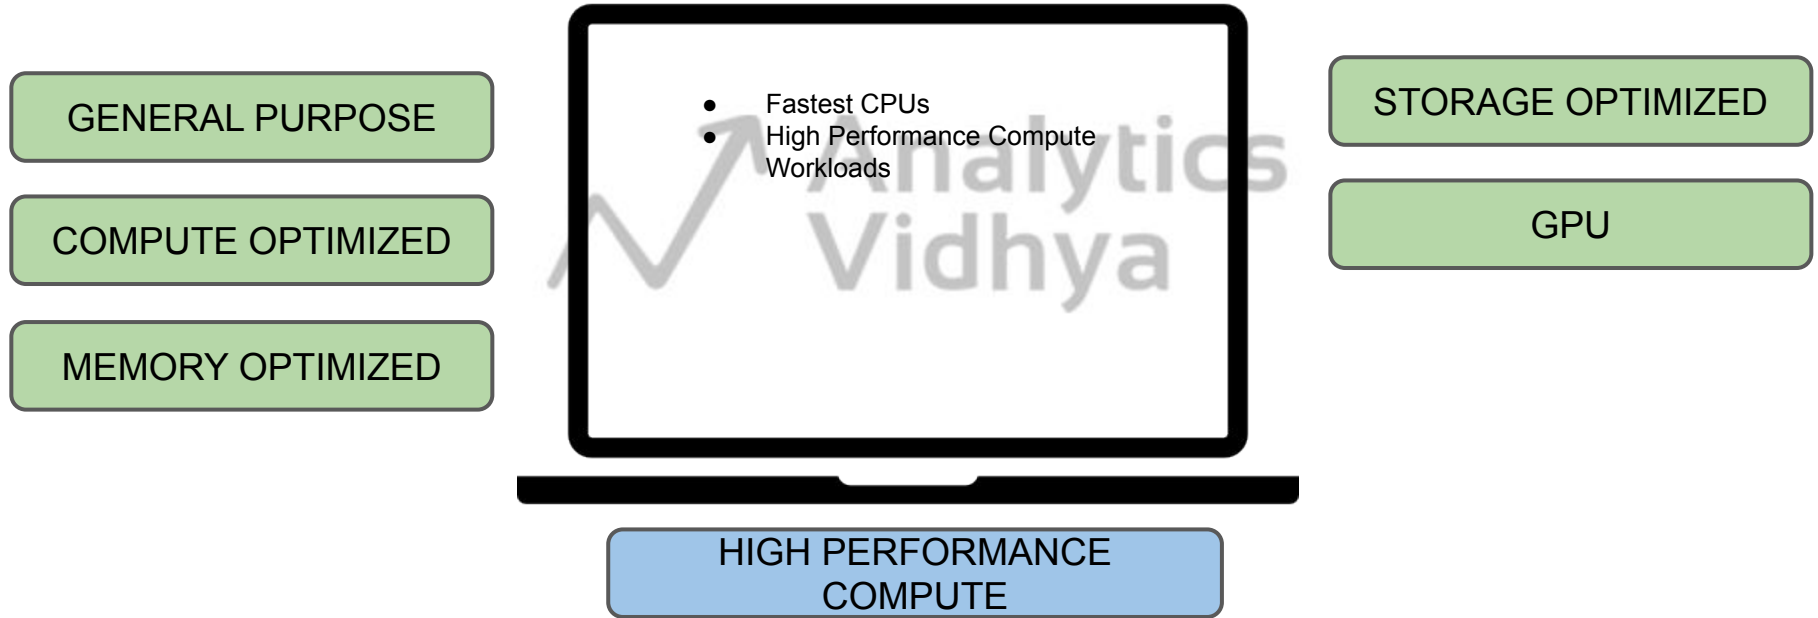 GENERAL PURPOSE
COMPUTE OPTIMIZED
MEMORY OPTIMIZED
● Fastest CPUs
● High Performance Compute
Workloads
Analytics
Vidhya
STORAGE OPTIMIZED
GPU
HIGH PERFORMANCE
COMPUTE